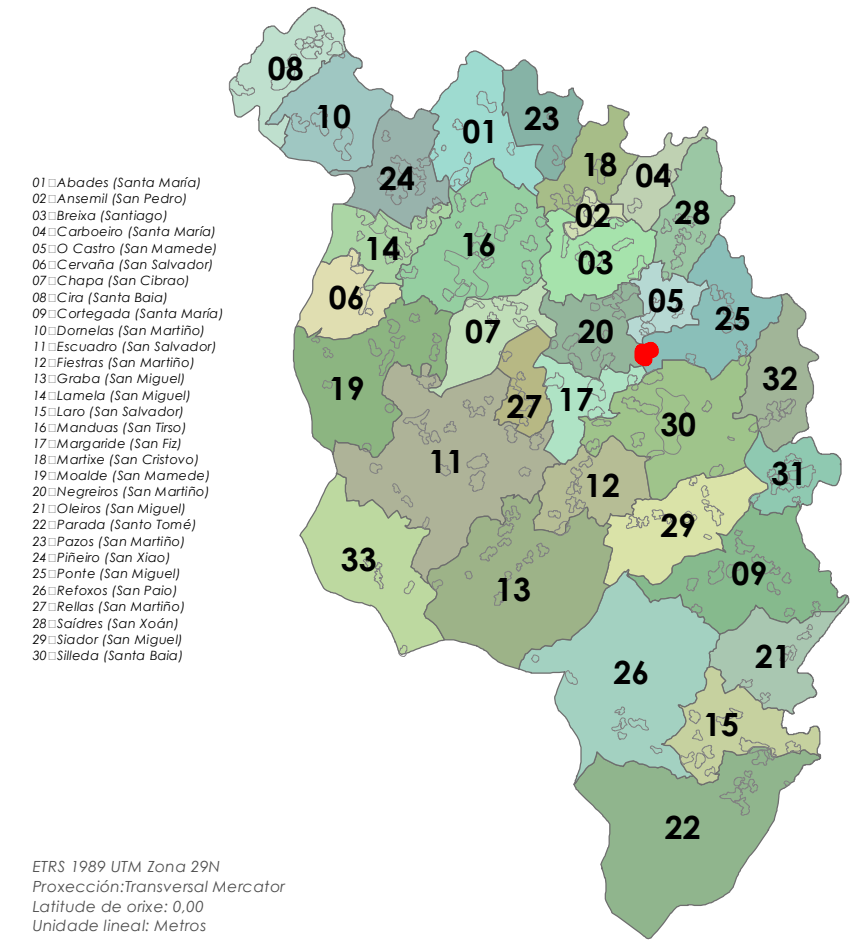 01□Abades (Santa María)
02□Ansemil (San Pedro)
03□Breixa (Santiago)
04□Carboeiro (Santa María)
05□O Castro (San Mamede)
06□Cervaña (San Salvador)
07□Chapa (San Cibrao)
08□Cira (Santa Baia)
09□Cortegada (Santa María)
10□Dornelas (San Martiño)
11□Escuadro (San Salvador)
12□Fiestras (San Martiño)
13□Graba (San Miguel)
14□Lamela (San Miguel)
15□Laro (San Salvador)
16□Manduas (San Tirso)
17□Margaride (San Fiz)
18□Martixe (San Cristovo)
19□Moalde (San Mamede)
20□Negreiros (San Martiño)
21□Oleiros (San Miguel)
22□Parada (Santo Tomé)
23□Pazos (San Martiño)
24□Piñeiro (San Xiao)
25□Ponte (San Miguel)
26□Refoxos (San Paio)
27□Rellas (San Martiño)
28□Saídres (San Xoán)
29□Siador (San Miguel)
30□Silleda (Santa Baia)
08
10
01
23
24
18
04
02
28
16
14
03
06
05
25
07
20
32
19
27
17
30
11
12
31
29
33
13
09
21
26
15
22
ETRS 1989 UTM Zona 29N
Proxección:Transversal Mercator
Latitude de orixe: 0,00
Unidade lineal: Metros